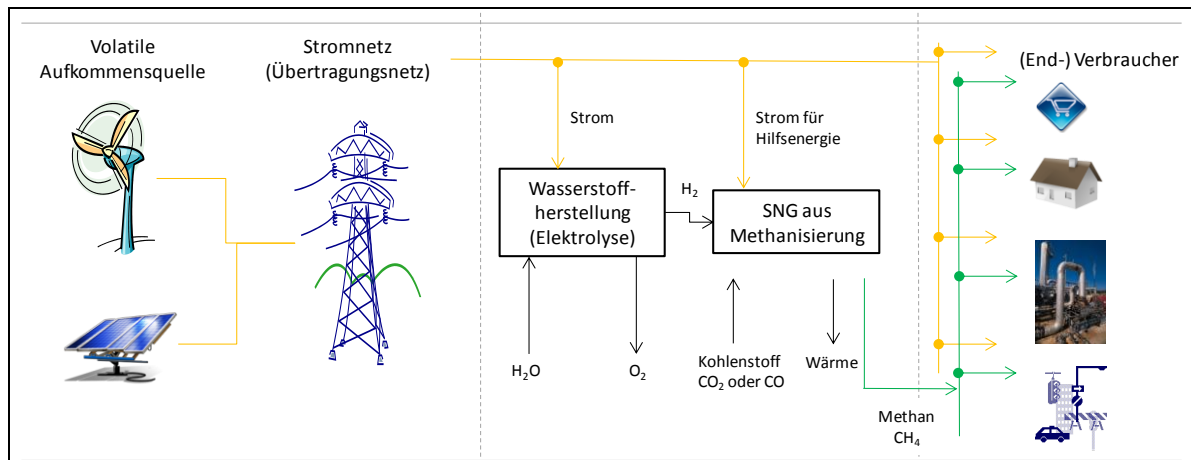 Volatile
Aufkommensquelle
Stromnetz
(Übertragungsnetz)
(End-) Verbraucher
Strom
Strom für
Hilfsenergie
Wasserstoff-
herstellung
(Elektrolyse)
H₂
SNG aus
Methanisierung
H₂O
O₂
Kohlenstoff
CO₂ oder CO
Wärme
Methan
CH₄